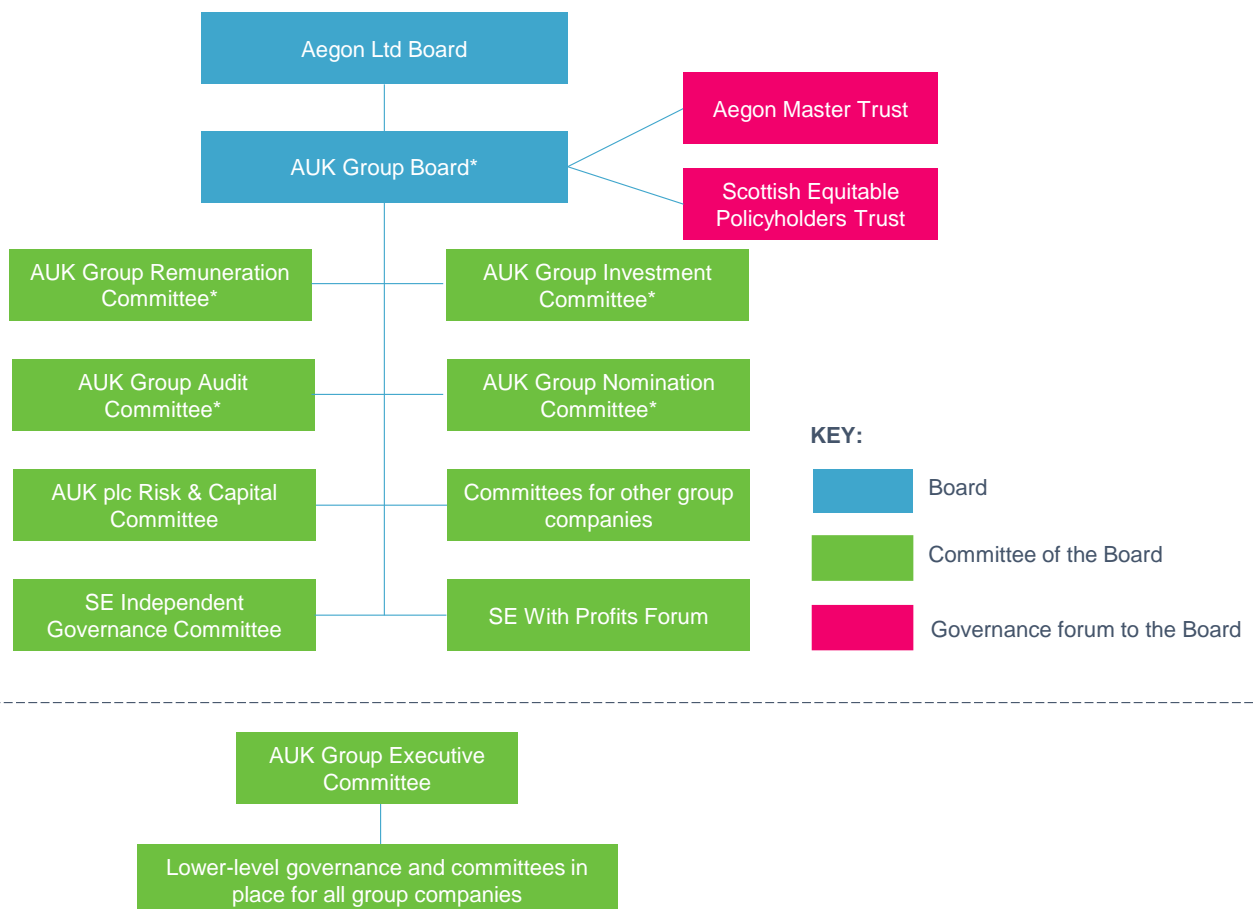 Aegon Ltd Board
Aegon Master Trust
AUK Group Board*
Scottish Equitable
Policyholders Trust
AUK Group Remuneration
Committee*
AUK Group Investment
Committee*
AUK Group Audit
Committee*
AUK Group Nomination
Committee*
AUK plc Risk & Capital
Committee
Committees for other group
companies
SE Independent
Governance Committee
SE With Profits Forum
KEY:
Board
Committee of the Board
Governance forum to the Board
AUK Group Executive
Committee
Lower-level governance and committees in
place for all group companies